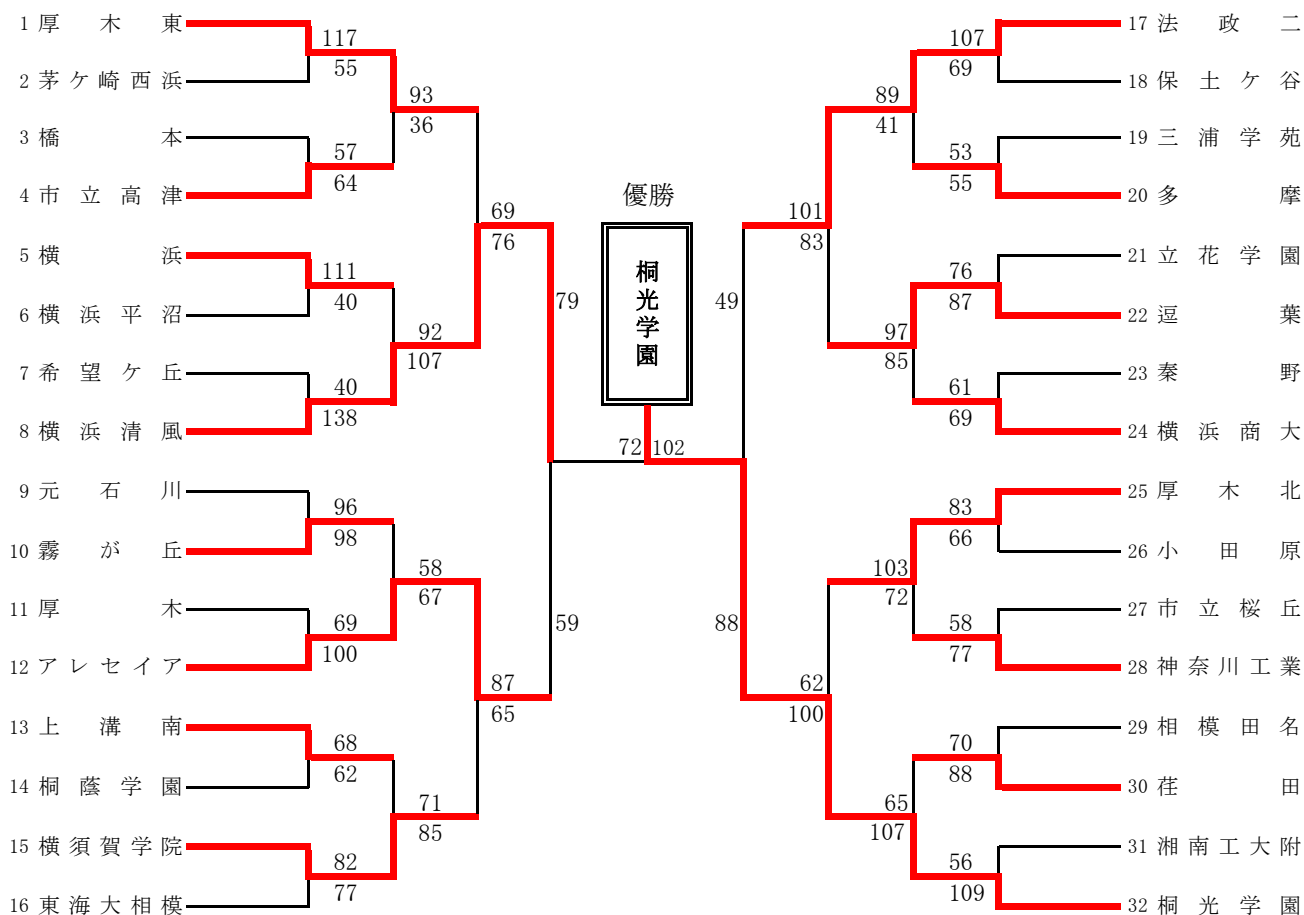 1 厚木東
117
55
2 茅ケ崎西浜
93
36
3 橋本
57
64
4 市立高津
69
76
5 横浜
111
40
6 横浜平沼
92
107
7 希望ケ丘
40
138
8 横浜清風
79
9 元石川
96
98
10 霧が丘
58
67
11 厚木
69
100
12 アレセイア
59
87
65
13 上溝南
68
62
14 桐蔭学園
71
85
15 横須賀学院
82
77
16 東海大相模
優勝
桐光学園
72 102
17 法政二
107
69
18 保土ケ谷
89
41
19 三浦学苑
53
55
20 多摩
101
83
21 立花学園
76
87
22 逗葉
97
85
23 秦野
61
69
24 横浜商大
49
25 厚木北
83
66
26 小田原
103
72
27 市立桜丘
58
77
28 神奈川工業
88
62
100
29 相模田名
70
88
30 荏田
65
107
31 湘南工大附
56
109
32 桐光学園